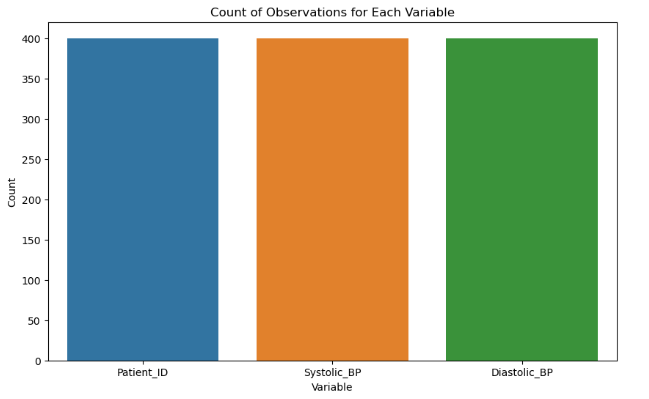 Count of Observations for Each Variable
400
350
300
250
200
150
100
50
0
Count
Patient_ID Systolic_BP Diastolic_BP
Variable